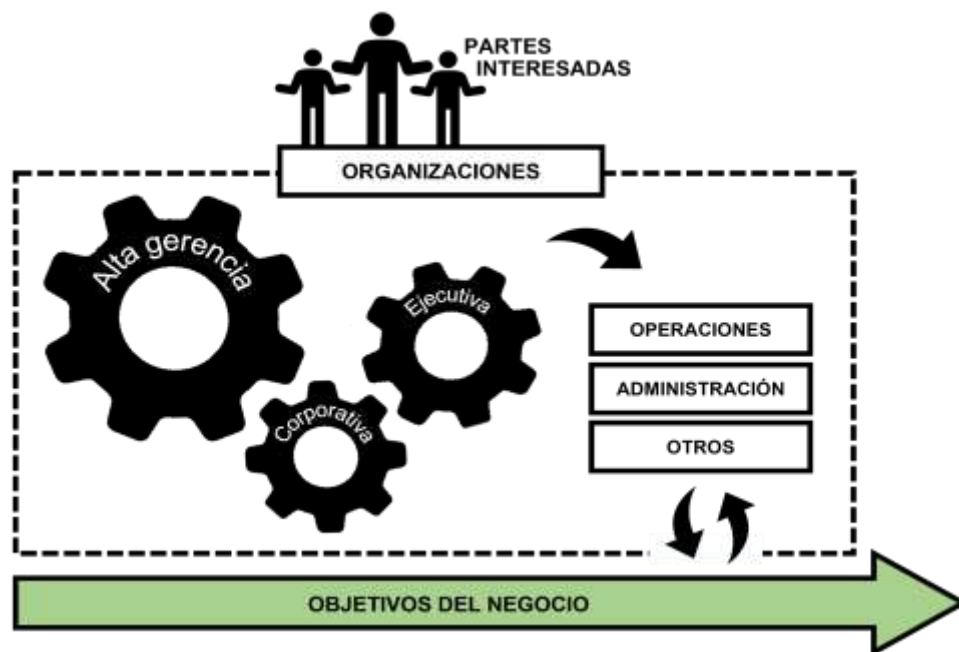 PARTES
INTERESADAS
ORGANIZACIONES
Alta gerencia
Ejecutiva
Corporativa
OPERACIONES
ADMINISTRACIÓN
OTROS
OBJETIVOS DEL NEGOCIO